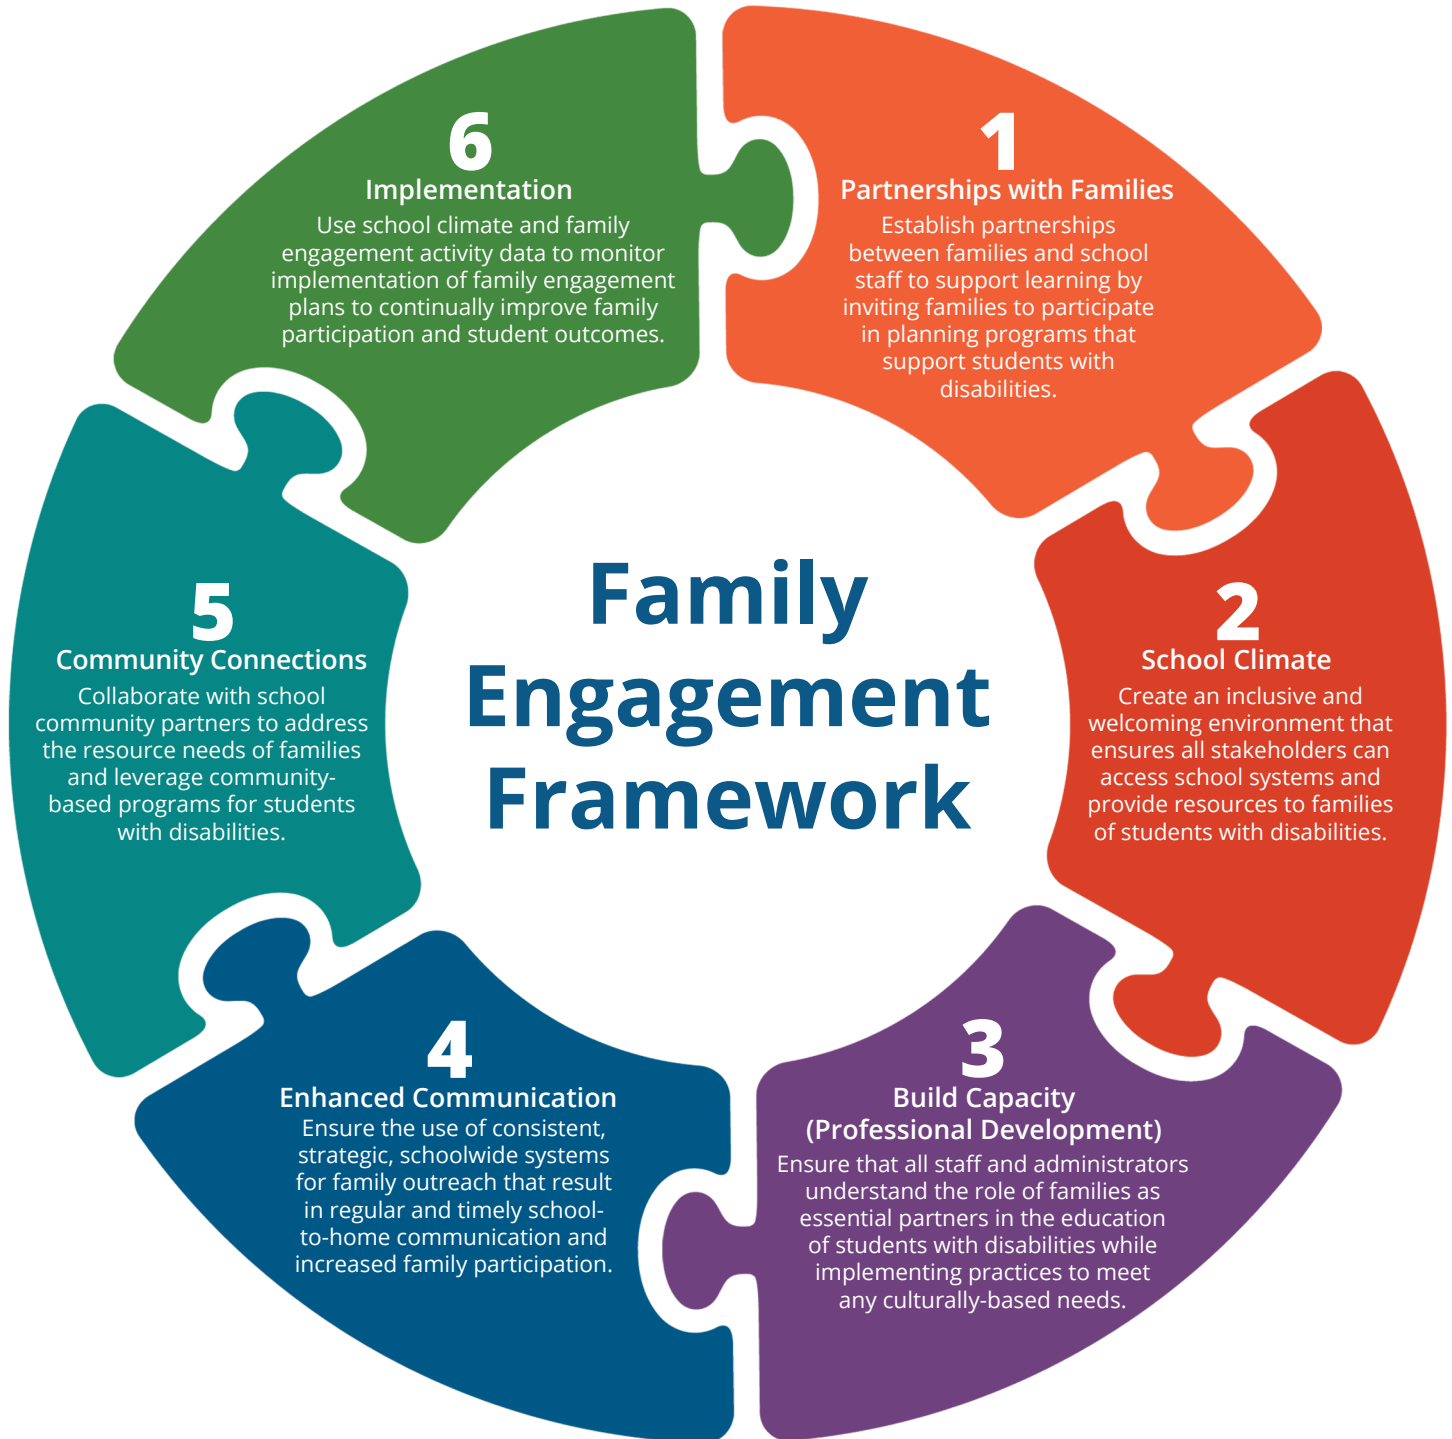 Family
Engagement
Framework
1
Partnerships with Families
Establish partnerships
between families and school
staff to support learning by
inviting families to participate
in planning programs that
support students with
disabilities.
2
School Climate
Create an inclusive and
welcoming environment that
ensures all stakeholders can
access school systems and
provide resources to families
of students with disabilities.
3
Build Capacity
(Professional Development)
Ensure that all staff and administrators
understand the role of families as
essential partners in the education
of students with disabilities while
implementing practices to meet
any culturally-based needs.
4
Enhanced Communication
Ensure the use of consistent,
strategic, schoolwide systems
for family outreach that result
in regular and timely school-
to-home communication and
increased family participation.
5
Community Connections
Collaborate with school
community partners to address
the resource needs of families
and leverage community-
based programs for students
with disabilities.
6
Implementation
Use school climate and family
engagement activity data to monitor
implementation of family engagement
plans to continually improve family
participation and student outcomes.